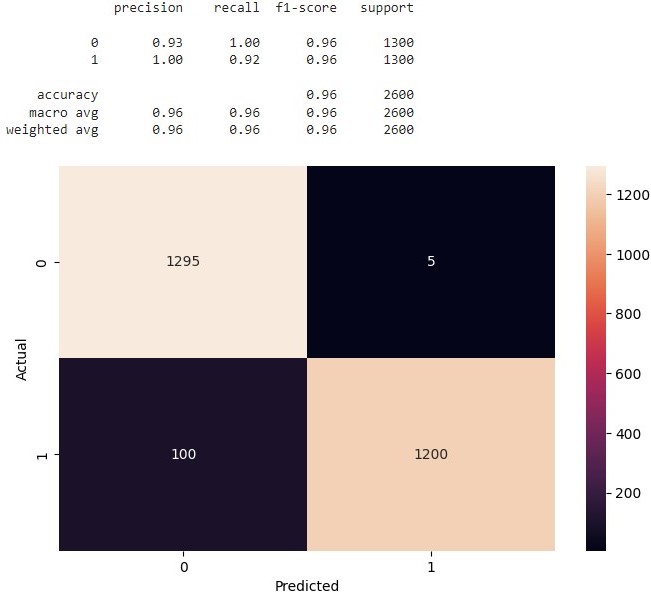 precision recall f1-score support
0 0.93 1.00 0.96 1300
1 1.00 0.92 0.96 1300
accuracy 0.96 2600
macro avg 0.96 0.96 0.96 2600
weighted avg 0.96 0.96 0.96 2600
1295 5
100 1200
0
1
Actual
0 1
Predicted
1200
1000
800
600
400
200